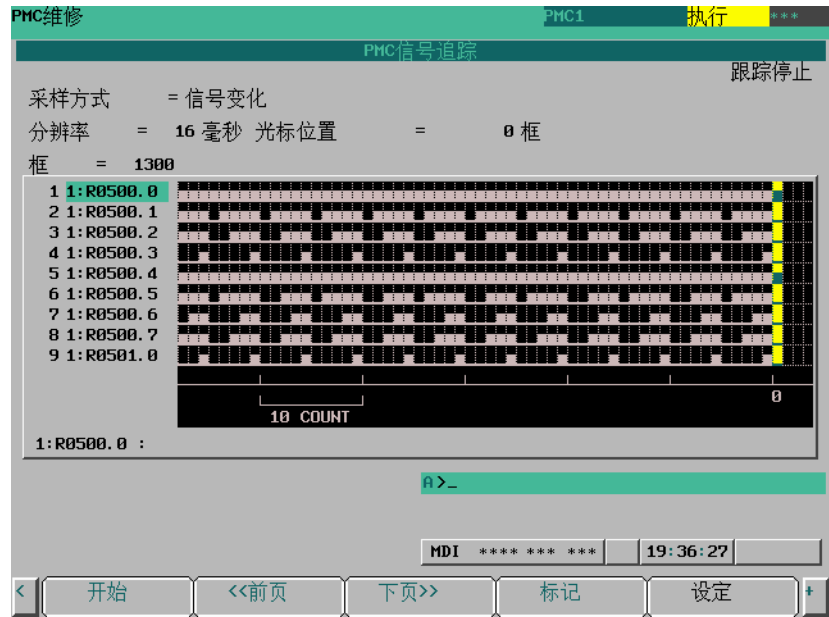 PMC维修 PMC1 执行 ***
PMC信号追踪
跟踪停止
采样方式 = 信号变化
分辨率 = 16 毫秒 光标位置 = 0 框
框 = 1300
1 1:R0500.0
2 1:R0500.1
3 1:R0500.2
4 1:R0500.3
5 1:R0500.4
6 1:R0500.5
7 1:R0500.6
8 1:R0500.7
9 1:R0501.0
0
10 COUNT
1:R0500.0 :
A>_
MDI **** *** *** 19:36:27
< 开始 <<前页 下页>> 标记 设定 +